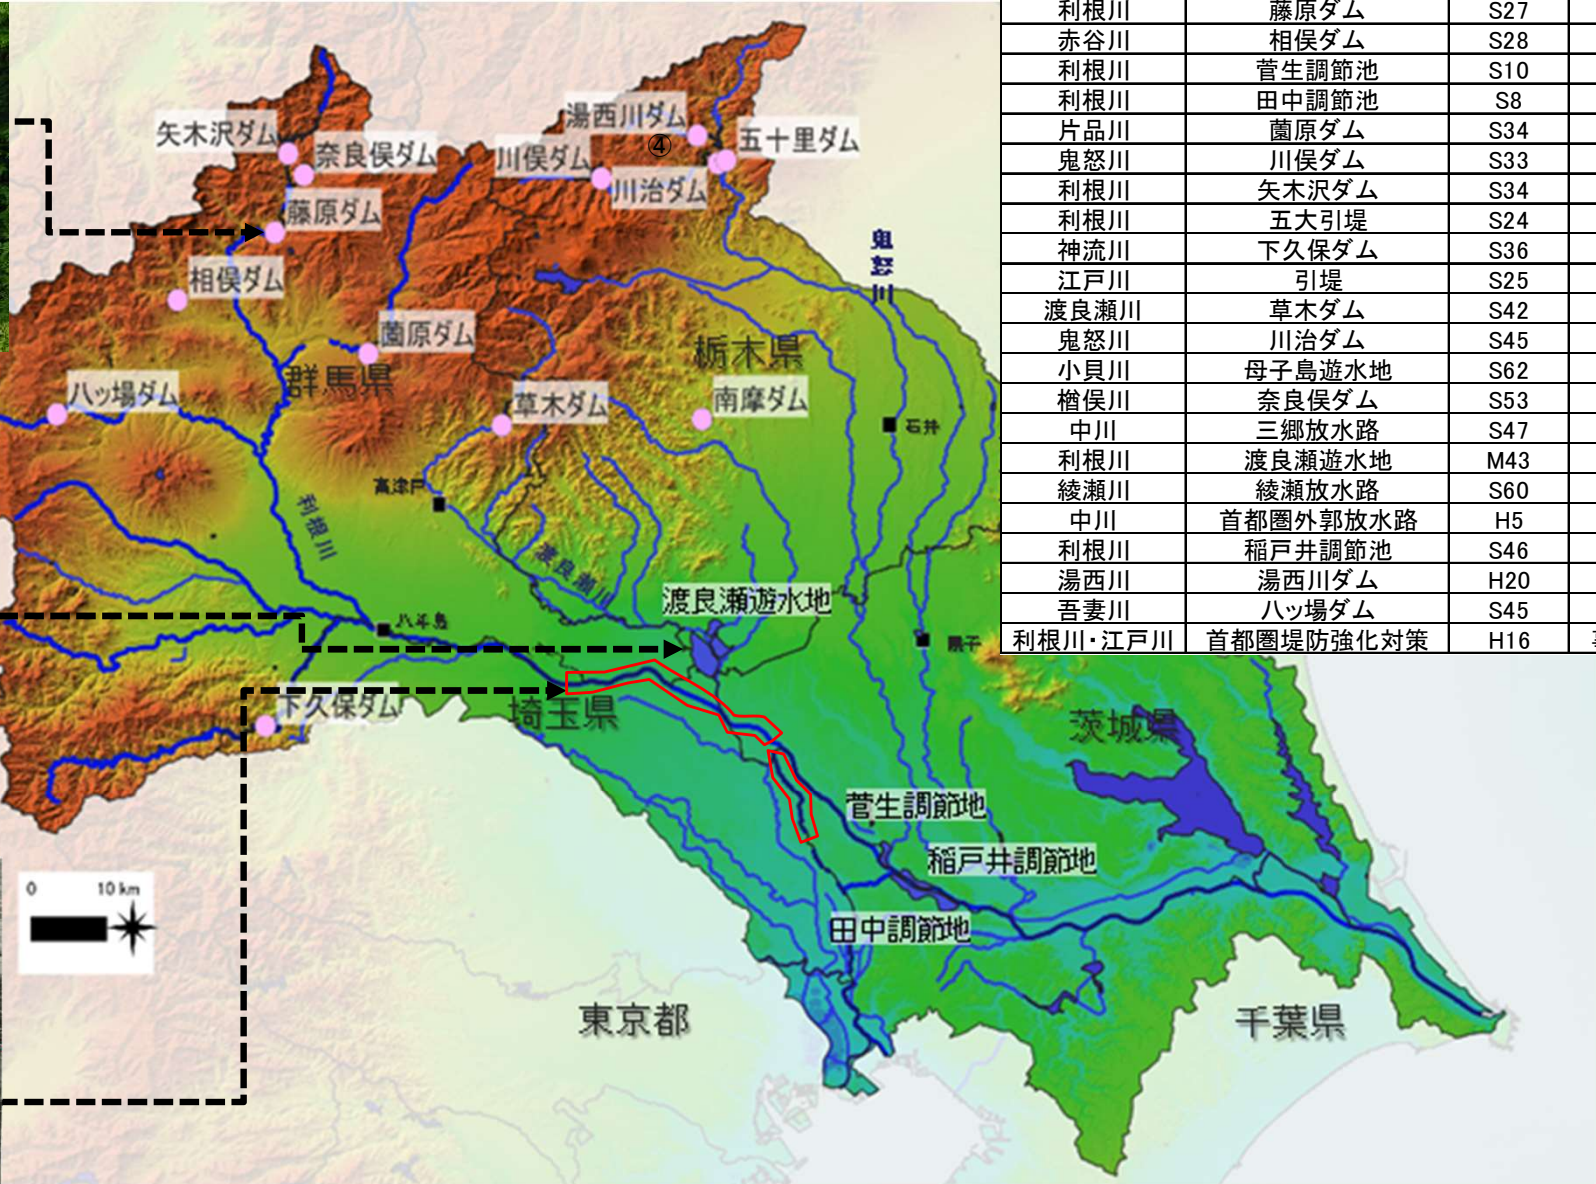 利根川 藤原ダム S27
赤谷川 相俣ダム S28
利根川 菅生調節池 S10
利根川 田中調節池 S8
片品川 薗原ダム S34
鬼怒川 川俣ダム S33
利根川 矢木沢ダム S34
利根川 五大引堤 S24
神流川 下久保ダム S36
江戸川 引堤 S25
渡良瀬川 草木ダム S42
鬼怒川 川治ダム S45
小貝川 母子島遊水地 S62
楢俣川 奈良俣ダム S53
中川 三郷放水路 S47
利根川 渡良瀬遊水地 M43
綾瀬川 綾瀬放水路 S60
中川 首都圏外郭放水路 H5
利根川 稲戸井調節池 S46
湯西川 湯西川ダム H20
吾妻川 八ッ場ダム S45
利根川・江戸川 首都圏堤防強化対策 H16
湯西川ダム
④
矢木沢ダム
奈良俣ダム
川俣ダム
五十里ダム
川治ダム
藤原ダム
鬼怒川
相俣ダム
薗原ダム
栃木県
群馬県
八ッ場ダム
草木ダム
南摩ダム
石井
高津戸
利根川
渡良瀬川
渡良瀬遊水地
八斗島
下久保ダム
埼玉県
茨城県
菅生調節地
稲戸井調節地
田中調節地
0 10 km
東京都
千葉県